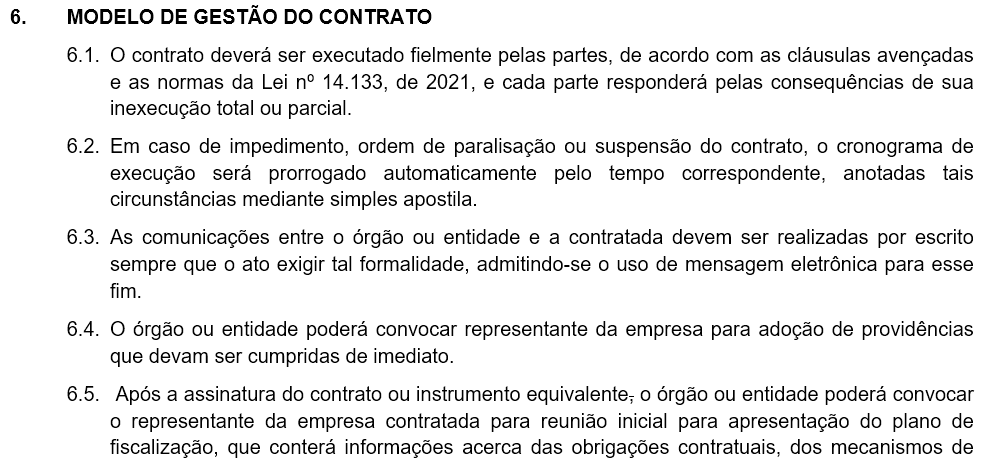 6. MODELO DE GESTÃO DO CONTRATO
6.1. O contrato deverá ser executado fielmente pelas partes, de acordo com as cláusulas avençadas
e as normas da Lei nº 14.133, de 2021, e cada parte responderá pelas consequências de sua
inexecução total ou parcial.
6.2. Em caso de impedimento, ordem de paralisação ou suspensão do contrato, o cronograma de
execução será prorrogado automaticamente pelo tempo correspondente, anotadas tais
circunstâncias mediante simples apostila.
6.3. As comunicações entre o órgão ou entidade e a contratada devem ser realizadas por escrito
sempre que o ato exigir tal formalidade, admitindo-se o uso de mensagem eletrônica para esse
fim.
6.4. O órgão ou entidade poderá convocar representante da empresa para adoção de providências
que devam ser cumpridas de imediato.
6.5. Após a assinatura do contrato ou instrumento equivalente, o órgão ou entidade poderá convocar
o representante da empresa contratada para reunião inicial para apresentação do plano de
fiscalização, que conterá informações acerca das obrigações contratuais, dos mecanismos de